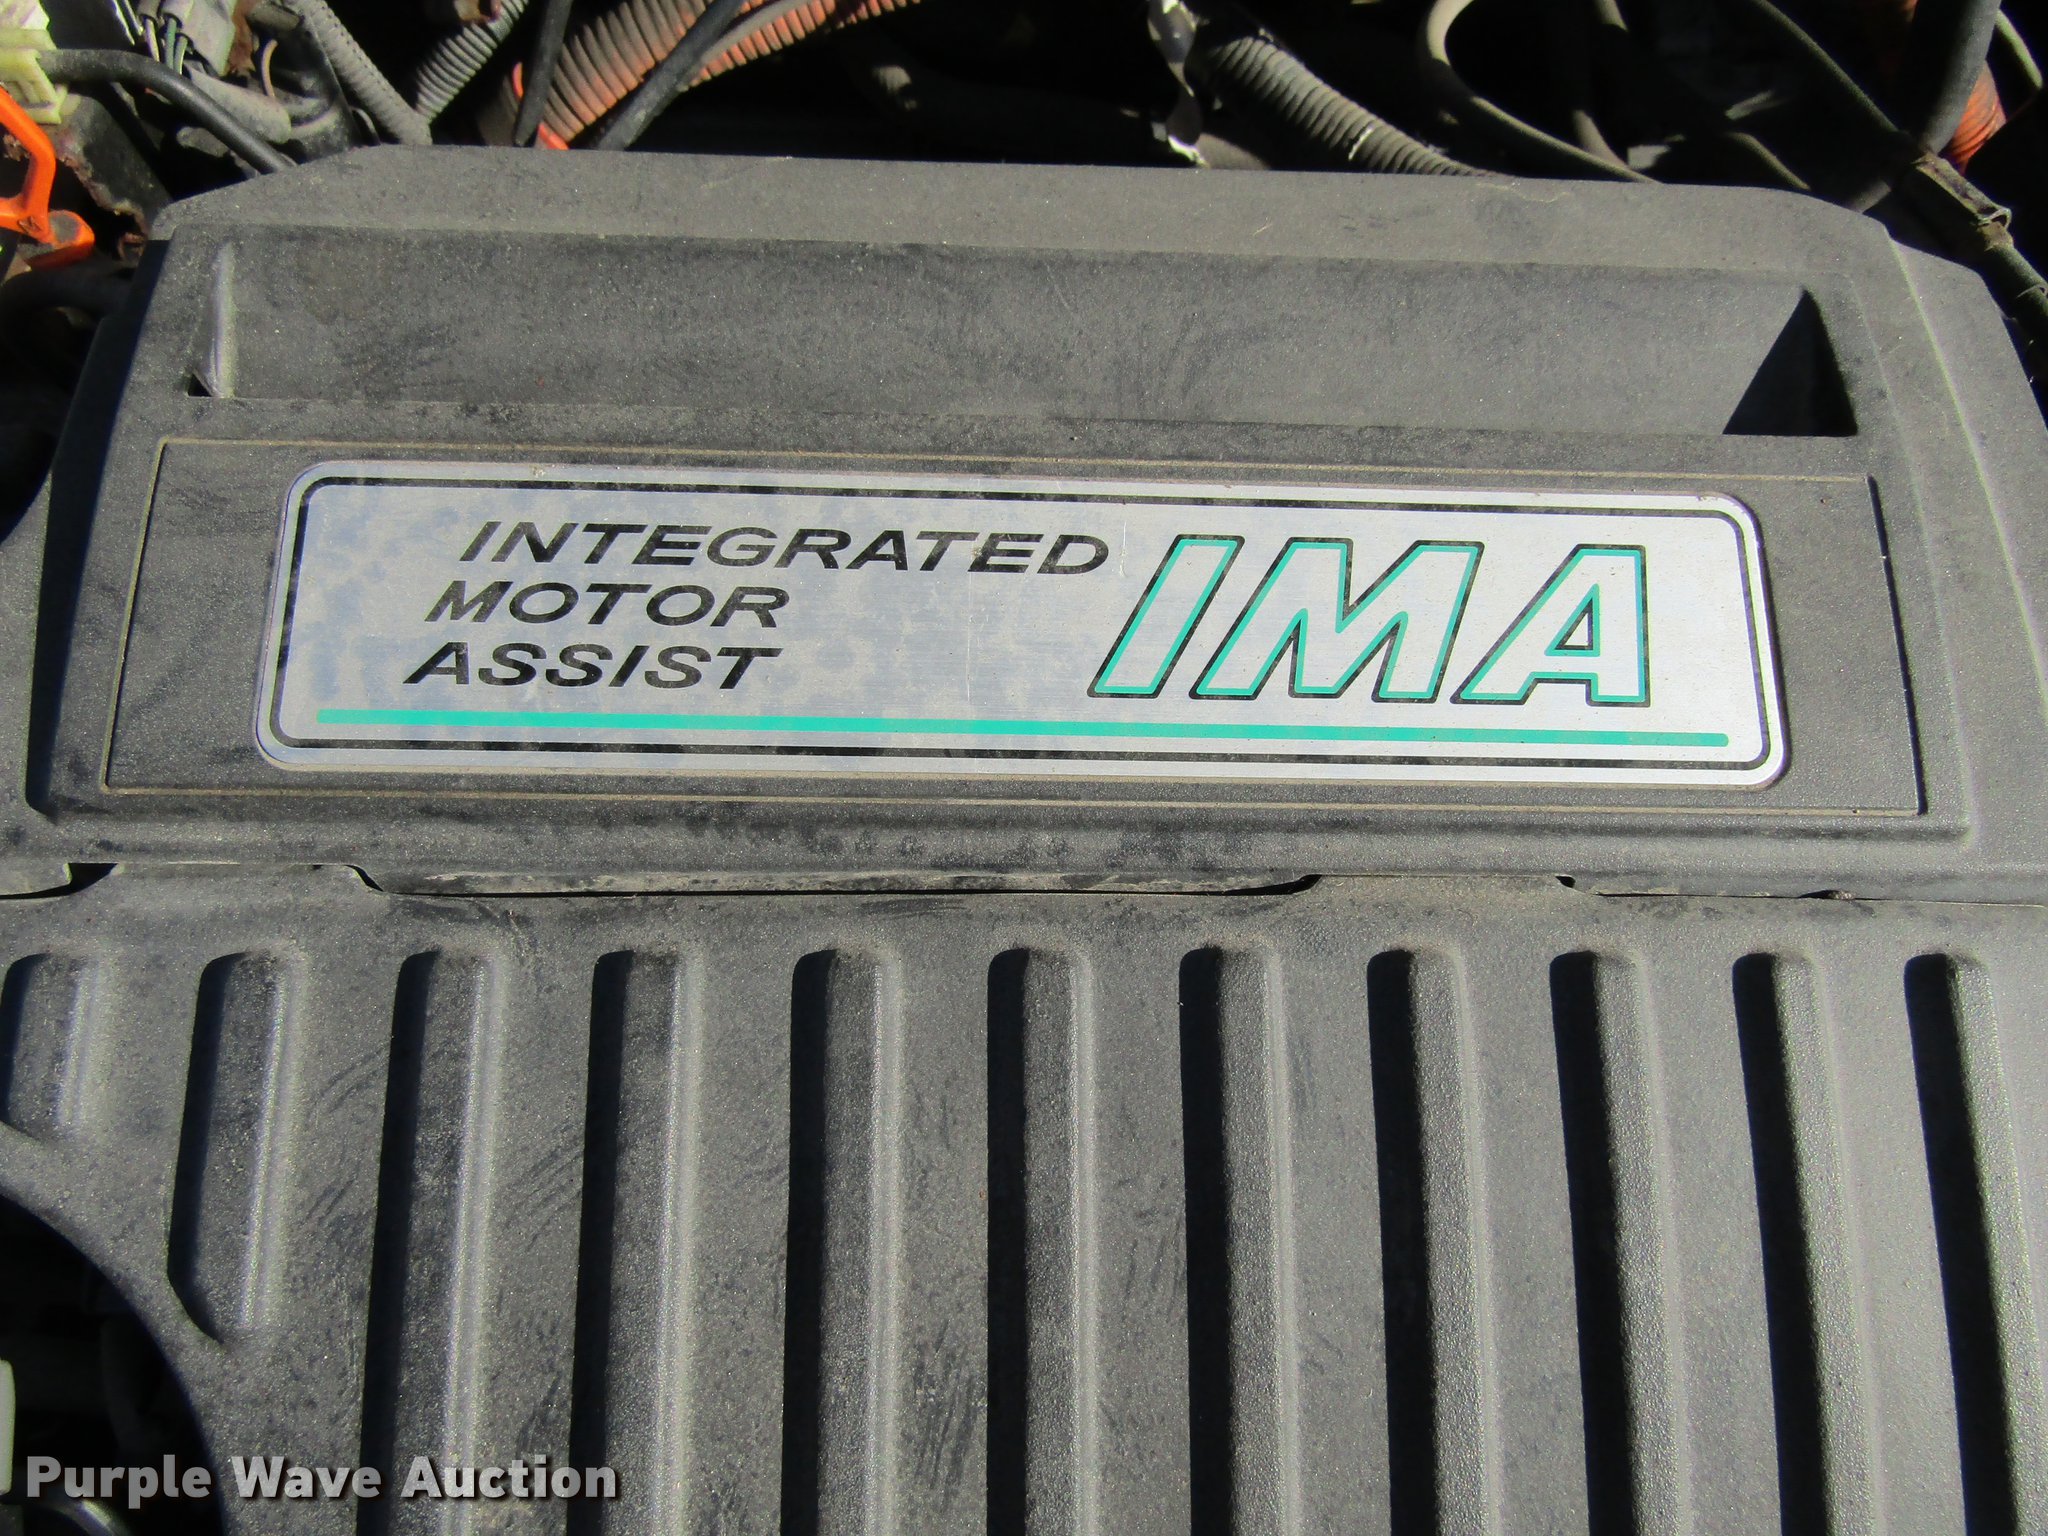 INTEGRATED
MOTOR
ASSIST
IMA
Purple Wave Auction